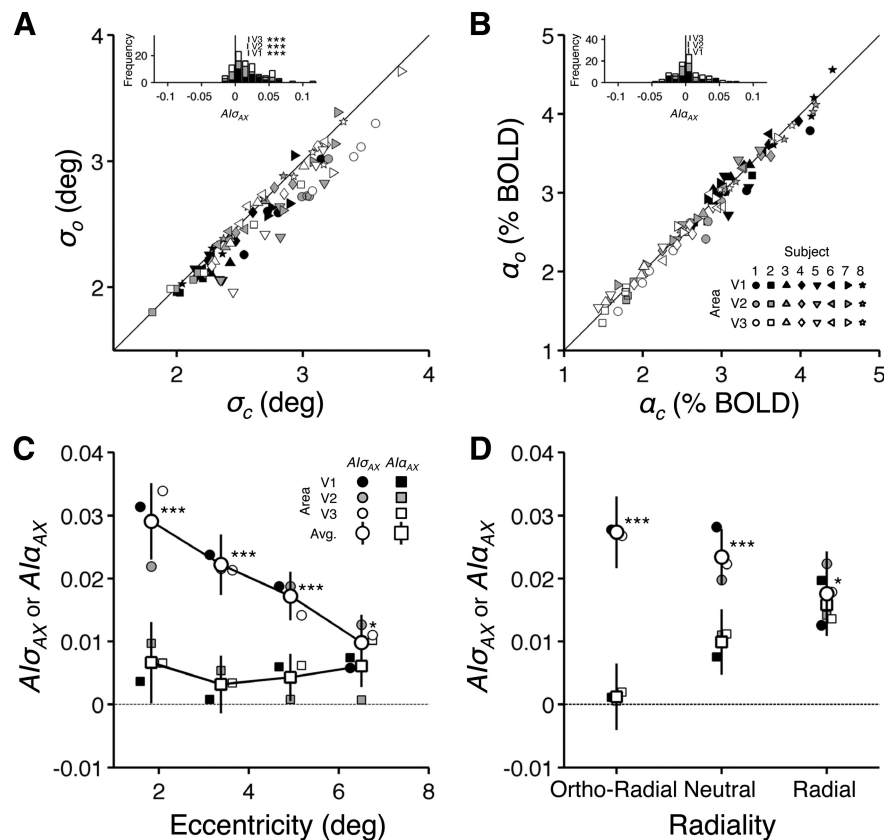 A
Frequency
20
0
V3 ***
V2 ***
V1 ***
-0.1 -0.05 0 0.05 0.1
AIσAX
4
3
2
σo (deg)
2 3 4
σc (deg)
B
Frequency
40
20
0
V3
V2
V1
-0.1 -0.05 0 0.05 0.1
AIαAX
5
4
3
2
1
αo (% BOLD)
Subject
1 2 3 4 5 6 7 8
Area
V1
V2
V3
1 2 3 4 5
αc (% BOLD)
C
0.04
0.03
0.02
0.01
0
-0.01
AIσAX or AIαAX
AIσAX AIαAX
Area
V1
V2
V3
Avg.
***
***
***
*
2 4 6 8
Eccentricity (deg)
D
0.04
0.03
0.02
0.01
0
-0.01
AIσAX or AIαAX
***
***
*
Ortho-Radial Neutral Radial
Radiality